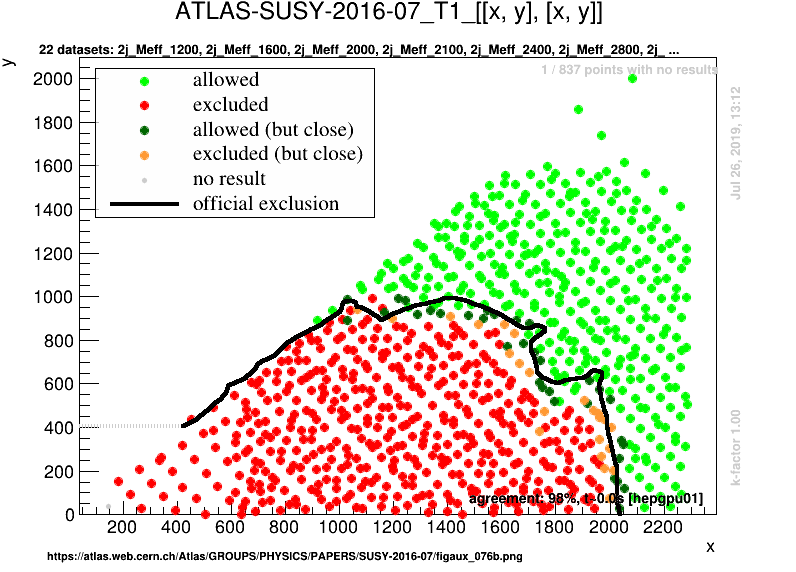 ATLAS-SUSY-2016-07_T1_[[x, y], [x, y]]
22 datasets: 2j_Meff_1200, 2j_Meff_1600, 2j_Meff_2000, 2j_Meff_2100, 2j_Meff_2400, 2j_Meff_2800, 2j_ ...
y
1 / 837 points with no results
allowed
excluded
allowed (but close)
excluded (but close)
no result
official exclusion
Jul 26, 2019, 13:12
k-factor 1.00
2000
1800
1600
1400
1200
1000
800
600
400
200
0
agreement: 98%, t~0.0s [hepgpu01]
200 400 600 800 1000 1200 1400 1600 1800 2000 2200
x
https://atlas.web.cern.ch/Atlas/GROUPS/PHYSICS/PAPERS/SUSY-2016-07/figaux_076b.png